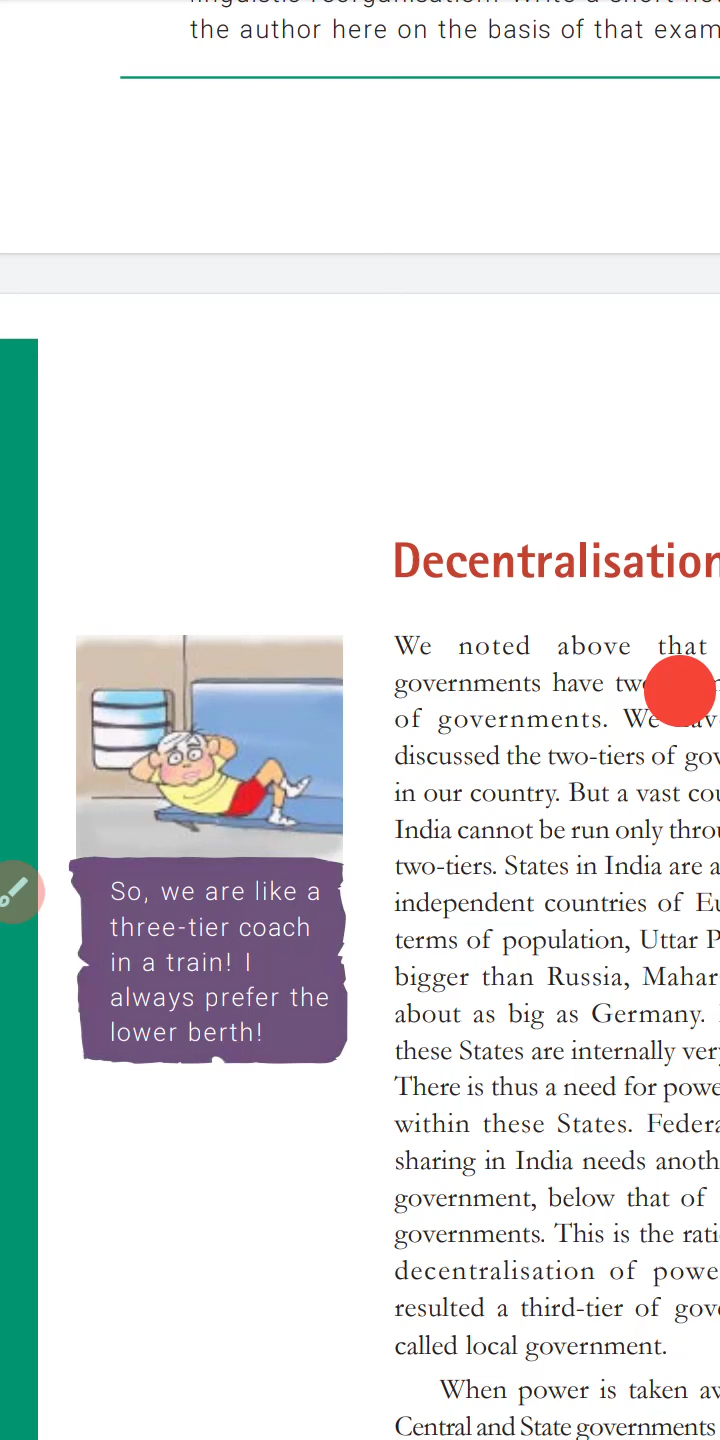 the author here on the basis of that exam
Decentralisation
We noted above that
governments have two
of governments. We
discussed the two-tiers of gov
in our country. But a vast cou
India cannot be run only throu
two-tiers. States in India are a
independent countries of Eu
terms of population, Uttar P
bigger than Russia, Mahar
about as big as Germany.
these States are internally very
There is thus a need for powe
within these States. Federa
sharing in India needs anoth
government, below that of
governments. This is the ratio
decentralisation of powe
resulted a third-tier of gove
called local government.
When power is taken aw
Central and State governments
So, we are like a
three-tier coach
in a train! I
always prefer the
lower berth!